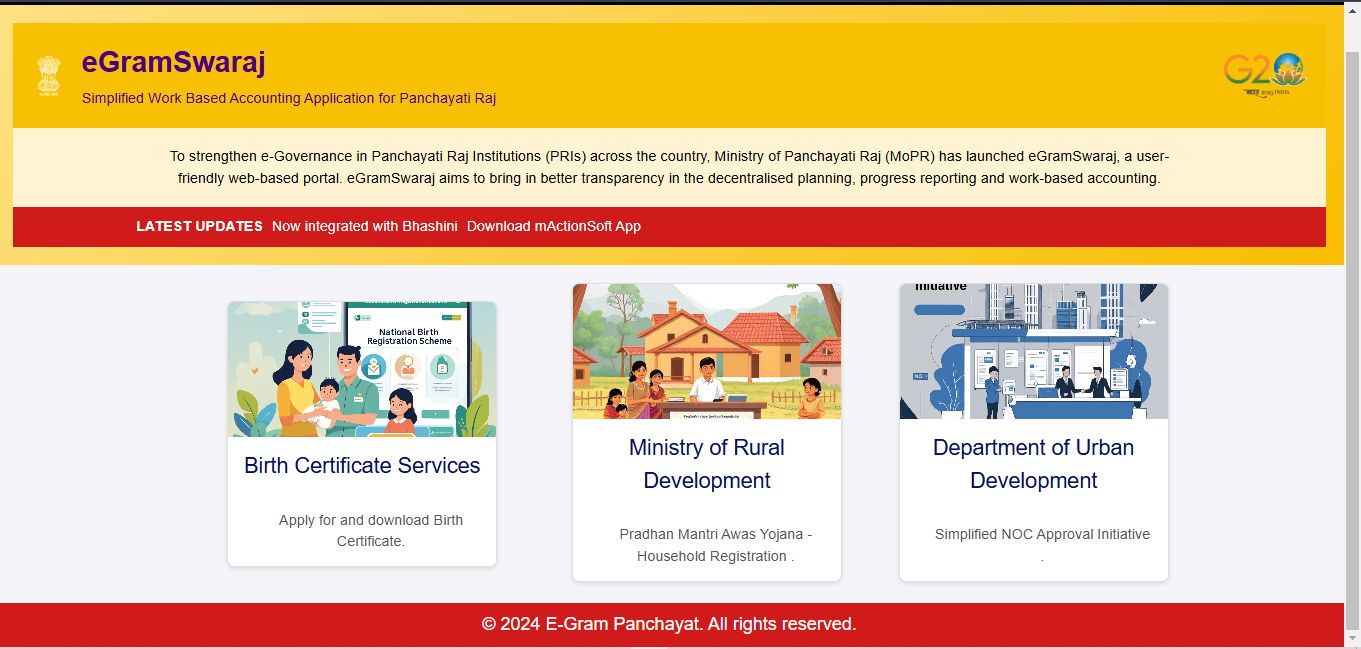 eGramSwaraj
Simplified Work Based Accounting Application for Panchayati Raj
G2
2023 INDIA
To strengthen e-Governance in Panchayati Raj Institutions (PRIs) across the country, Ministry of Panchayati Raj (MoPR) has launched eGramSwaraj, a user-
friendly web-based portal. eGramSwaraj aims to bring in better transparency in the decentralised planning, progress reporting and work-based accounting.
LATEST UPDATES Now integrated with Bhashini Download mActionSoft App
National Birth
Registration Scheme
Initiative
Birth Certificate Services
Apply for and download Birth
Certificate.
Ministry of Rural
Development
Pradhan Mantri Awas Yojana -
Household Registration .
Department of Urban
Development
Simplified NOC Approval Initiative
.
© 2024 E-Gram Panchayat. All rights reserved.